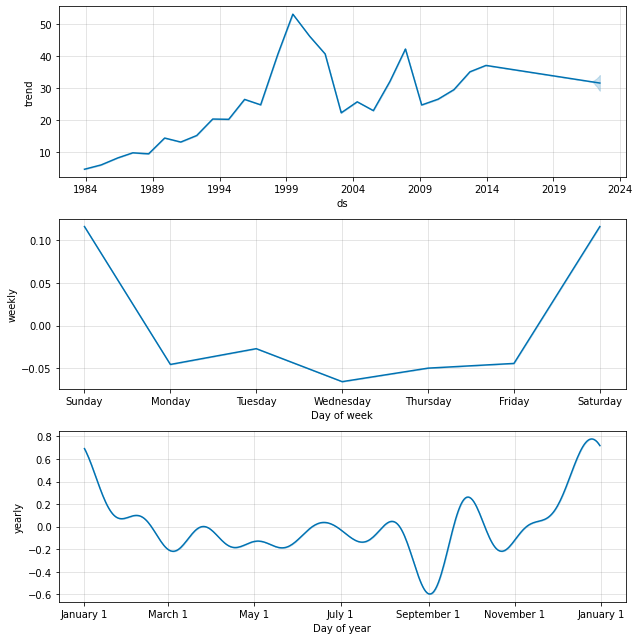 50
40
30
20
10
trend
1984 1989 1994 1999 2004 2009 2014 2019 2024
ds
0.10
0.05
0.00
−0.05
weekly
Sunday Monday Tuesday Wednesday Thursday Friday Saturday
Day of week
0.8
0.6
0.4
0.2
0.0
−0.2
−0.4
−0.6
yearly
January 1 March 1 May 1 July 1 September 1 November 1 January 1
Day of year